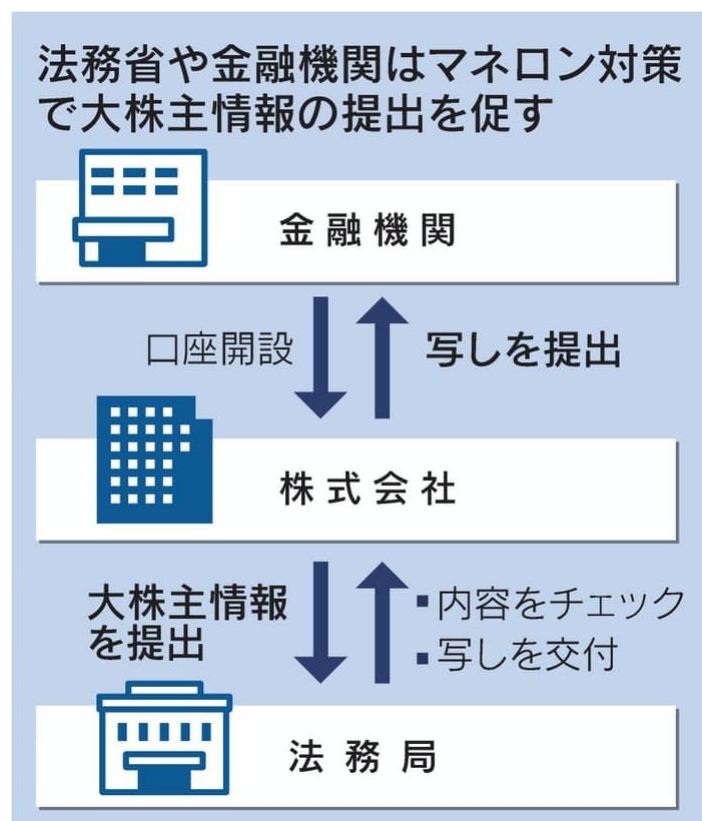 法務省や金融機関はマネロン対策
で大株主情報の提出を促す
金融機関
口座開設
写しを提出
株式会社
大株主情報
を提出
▪内容をチェック
▪写しを交付
法務局